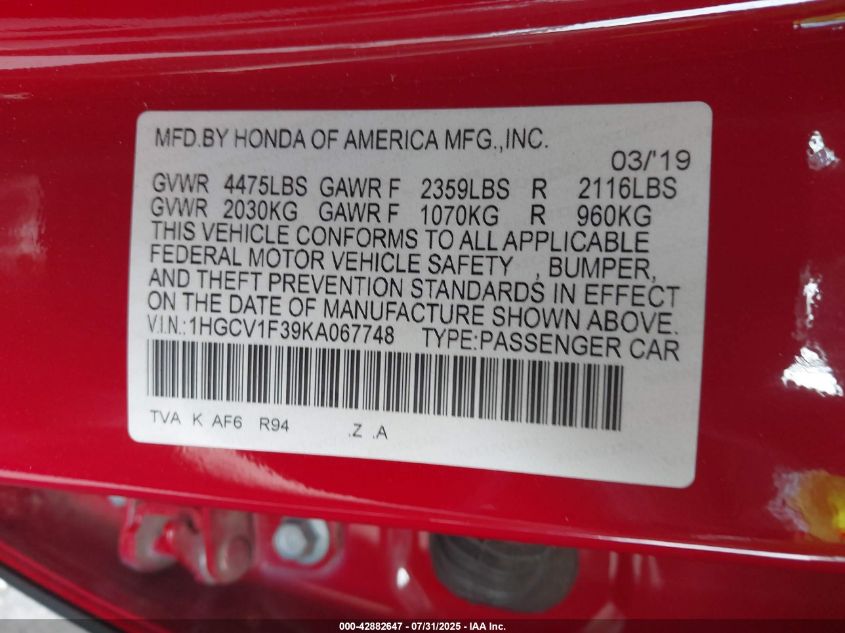 MFD.BY HONDA OF AMERICA MFG.,INC.
03/'19
GVWR 4475LBS GAWR F 2359LBS R 2116LBS
GVWR 2030KG GAWR F 1070KG R 960KG
THIS VEHICLE CONFORMS TO ALL APPLICABLE
FEDERAL MOTOR VEHICLE SAFETY , BUMPER,
AND THEFT PREVENTION STANDARDS IN EFFECT
ON THE DATE OF MANUFACTURE SHOWN ABOVE.
V.I.N.:1HGCV1F39KA067748 TYPE:PASSENGER CAR
TVA K AF6 R94 .Z .A
000-42882647 - 07/31/2025 - IAA Inc.